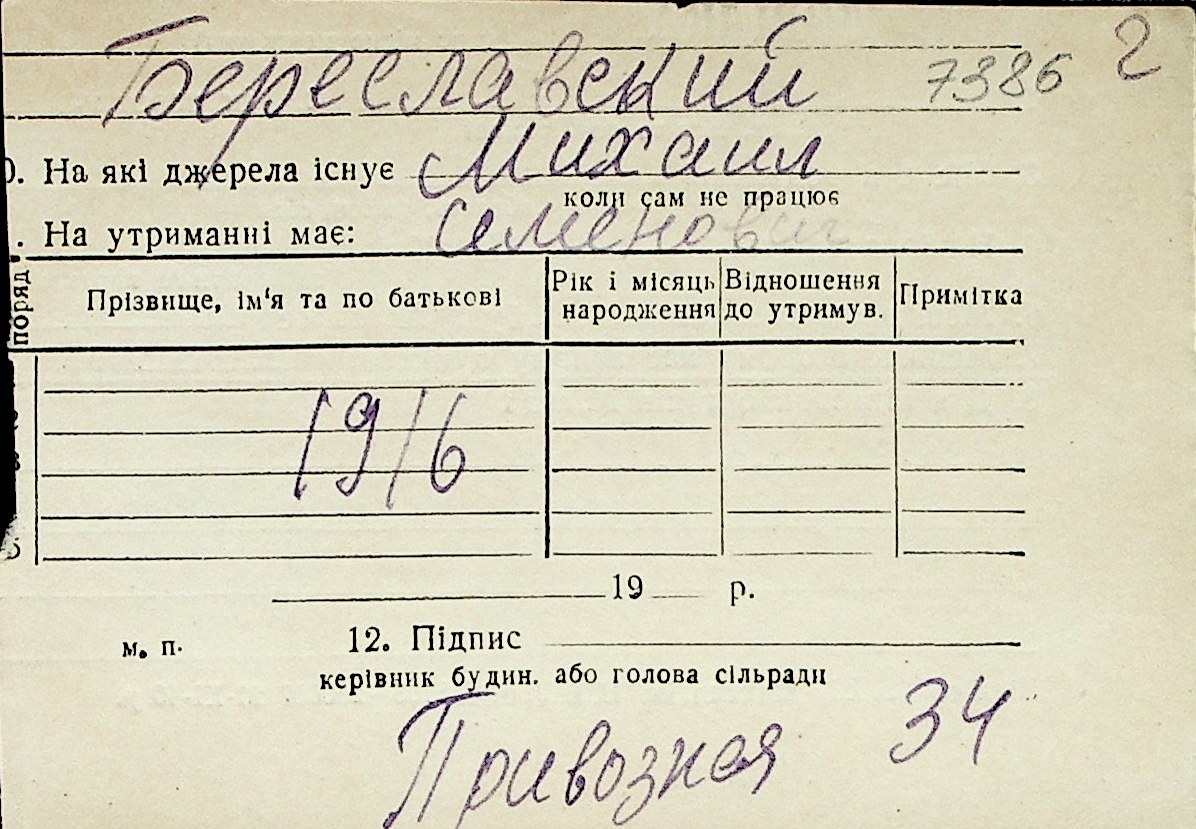 Береславский 7386 2
0. На які джерела існує Михаил
коли сам не працює
. На утриманні має: Семенович
поряд
Прізвище, ім'я та по батькові
Рік і місяць народження
Відношення до утримув.
Примітка
1916
19 р.
м. п. 12. Підпис
керівник будин. або голова сільради
Привозная 34